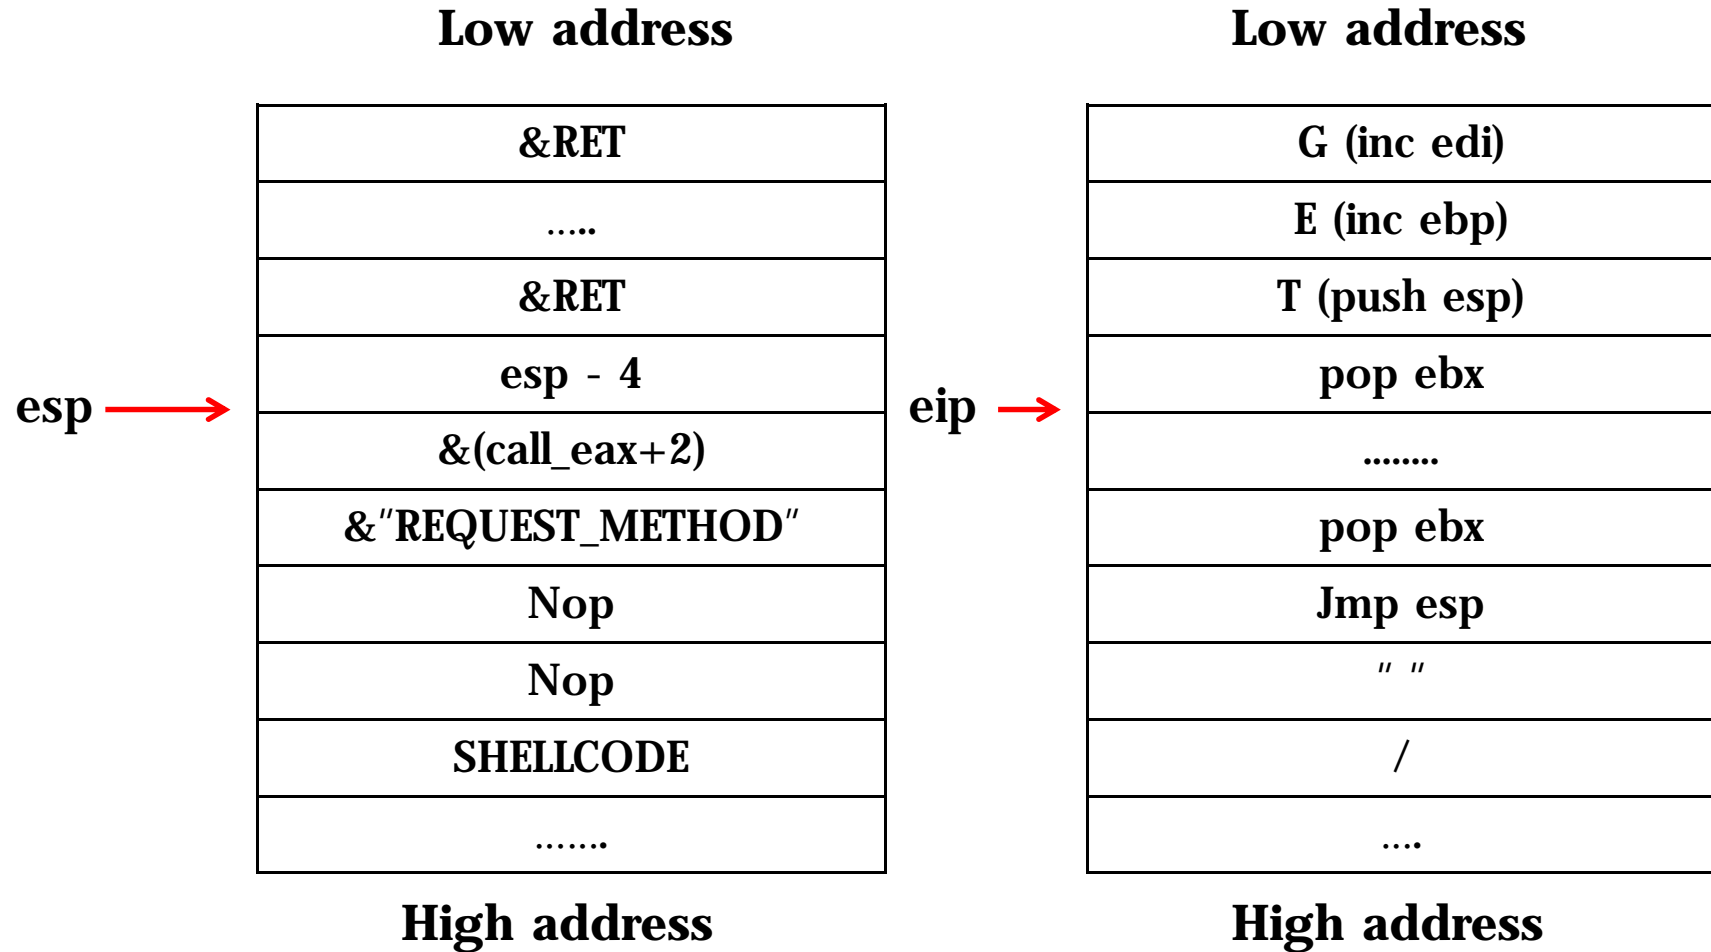 Low address
&RET
.....
&RET
esp - 4
esp
&(call_eax+2)
&"REQUEST_METHOD"
Nop
Nop
SHELLCODE
.......
High address
Low address
G (inc edi)
E (inc ebp)
T (push esp)
pop ebx
eip
........
pop ebx
Jmp esp
" "
/
....
High address